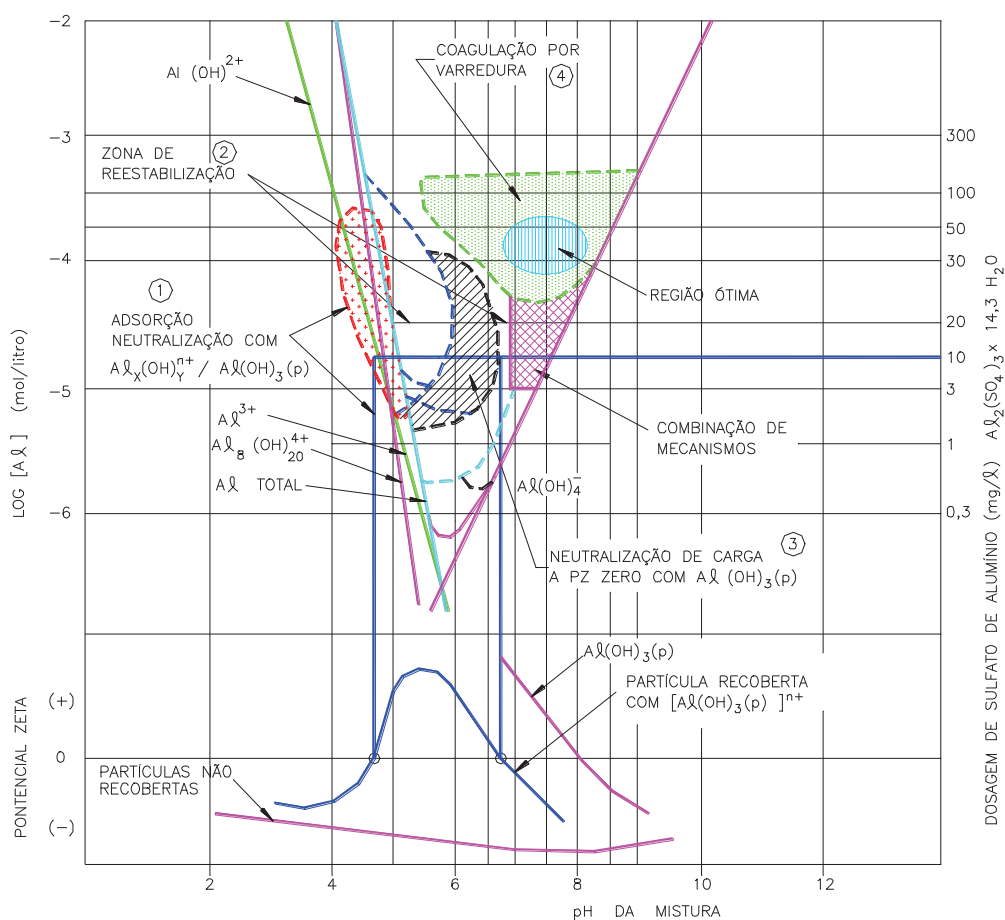 -2
-3
-4
-5
-6
LOG [Aℓ] (mol/litro)
Al (OH)²⁺
ZONA DE
REESTABILIZAÇÃO
2
COAGULAÇÃO POR
VARREDURA
4
1
ADSORÇÃO
NEUTRALIZAÇÃO COM
AℓX(OH)Yⁿ⁺ / Aℓ(OH)₃(p)
REGIÃO ÓTIMA
Aℓ³⁺
Aℓ₈ (OH)₂₀⁴⁺
Aℓ TOTAL
COMBINAÇÃO DE
MECANISMOS
Aℓ(OH)₄⁻
3
NEUTRALIZAÇÃO DE CARGA
A PZ ZERO COM Aℓ (OH)₃(p)
300
100
50
30
20
10
3
1
0,3
DOSAGEM DE SULFATO DE ALUMÍNIO (mg/ℓ) Aℓ₂(SO₄)₃ x 14,3 H₂O
Aℓ(OH)₃(p)
PARTÍCULA RECOBERTA
COM [Aℓ(OH)₃(p) ]ⁿ⁺
PONTENCIAL ZETA
(+)
0
(-)
PARTÍCULAS NÃO
RECOBERTAS
2
4
5
6
7
8
10
12
pH DA MISTURA